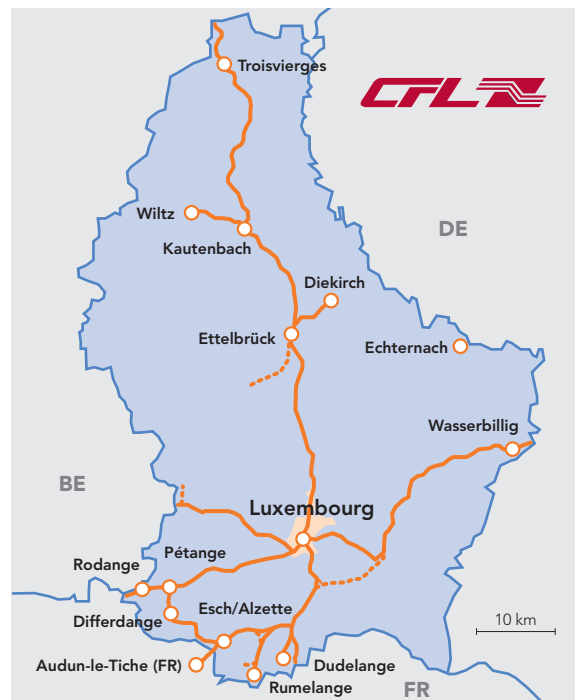 Troisvierges
CFL
Wiltz
Kautenbach
DE
Diekirch
Ettelbrück
Echternach
Wasserbillig
BE
Luxembourg
Pétange
Rodange
Esch/Alzette
Differdange
10 km
Audun-le-Tiche (FR)
Dudelange
FR
Rumelange